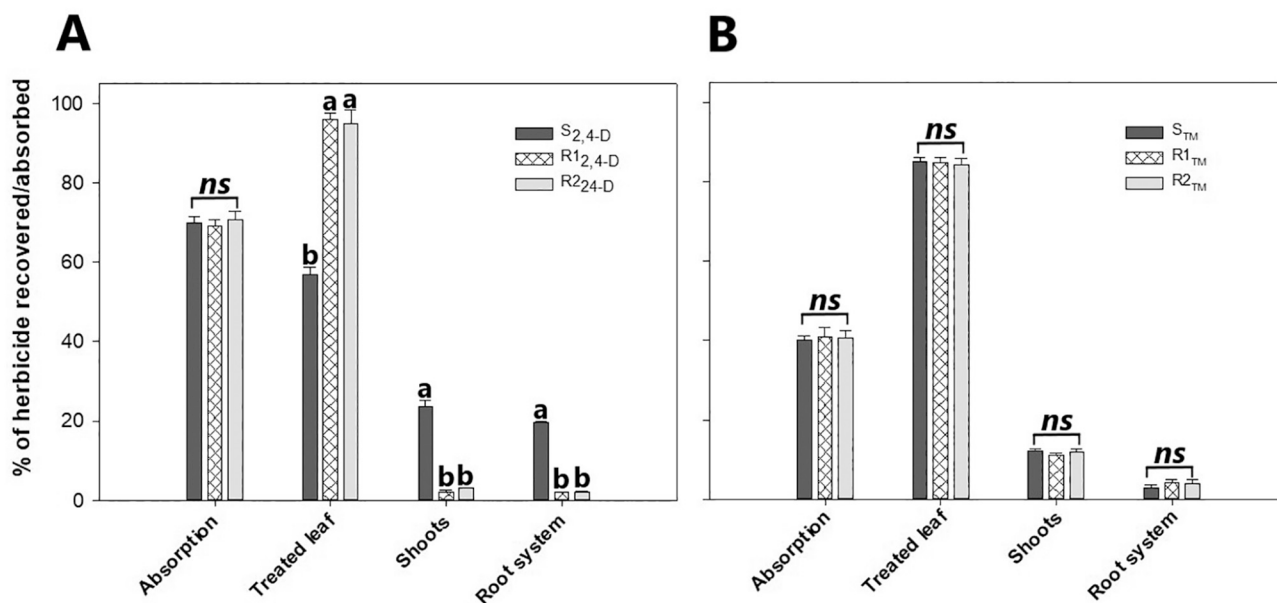 A
% of herbicide recovered/absorbed
100
80
60
40
20
0
ns
b
a
a
a
b
b
a
b
b
S2,4-D
R12,4-D
R224-D
Absorption
Treated leaf
Shoots
Root system
B
ns
ns
ns
ns
STM
R1TM
R2TM
Absorption
Treated leaf
Shoots
Root system